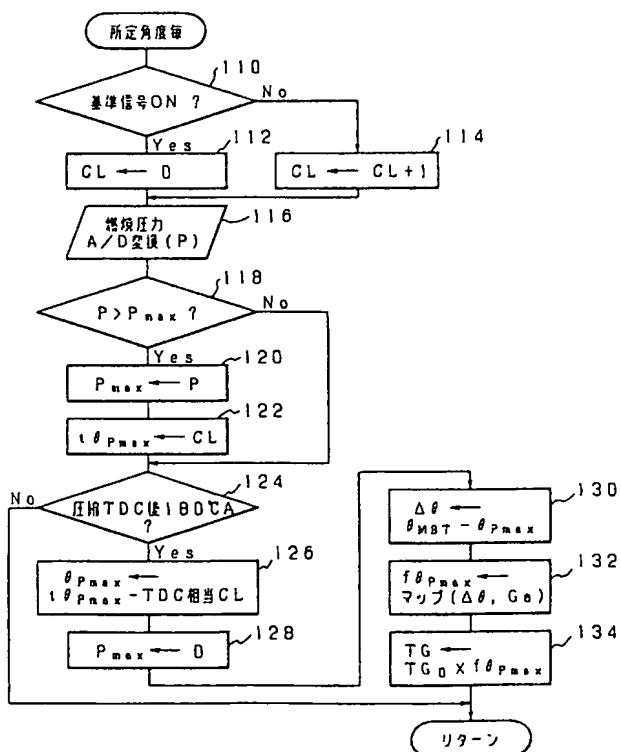 所定角度毎
110
基準信号ON ?
No
Yes
112
CL ← 0
114
CL ← CL+1
116
燃焼圧力
A/D変換(P)
118
P>Pmax ?
No
Yes
120
Pmax ← P
122
tθPmax ← CL
124
圧縮TDC後180℃A
?
No
Yes
126
θPmax ←
tθPmax-TDC相当CL
128
Pmax ← 0
130
Δθ ←
θMBT-θPmax
132
fθPmax ←
マップ(Δθ, Ga)
134
TG ←
TG0×fθPmax
リターン